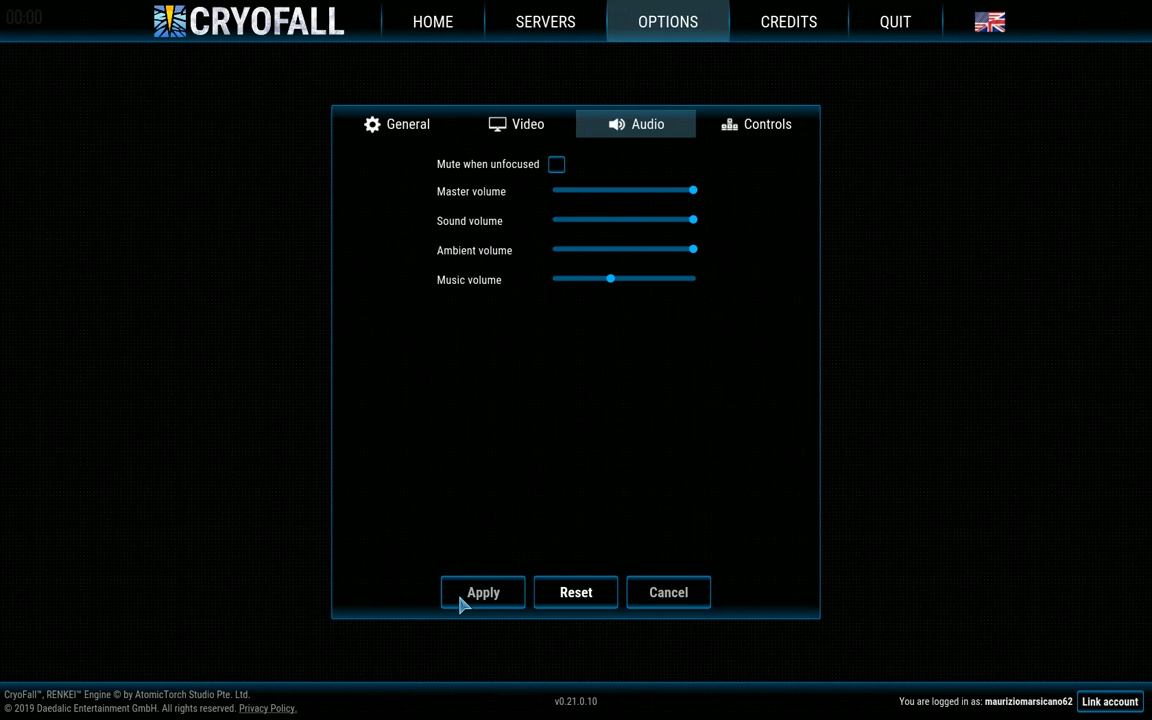 00:00
CRYOFALL
HOME
SERVERS
OPTIONS
CREDITS
QUIT
General
Video
Audio
Controls
Mute when unfocused
Master volume
Sound volume
Ambient volume
Music volume
Apply
Reset
Cancel
CryoFall™, RENKEI™ Engine © by AtomicTorch Studio Pte. Ltd.
© 2019 Daedalic Entertainment GmbH. All rights reserved. Privacy Policy.
v0.21.0.10
You are logged in as: mauriziomarsicano62
Link account